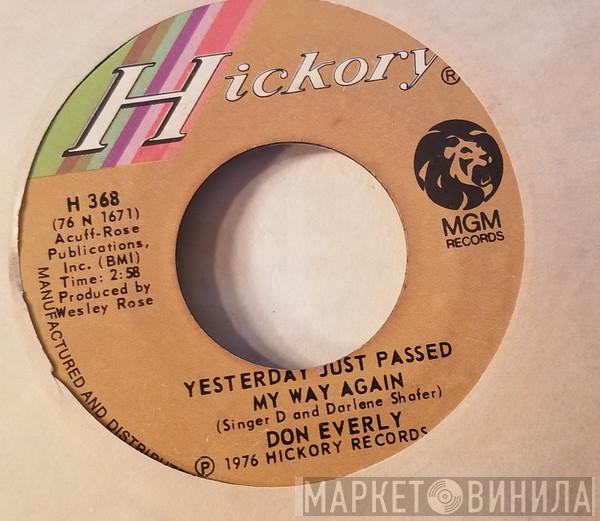 Hickory®
H 368
(76 N 1671)
Acuff-Rose
Publications,
Inc. (BMI)
Time: 2:58
Produced by
Wesley Rose
MGM
RECORDS
YESTERDAY JUST PASSED
MY WAY AGAIN
(Singer D and Darlene Shafer)
DON EVERLY
℗ 1976 HICKORY RECORDS
MANUFACTURED AND
МАРКЕТ ВИНИЛА